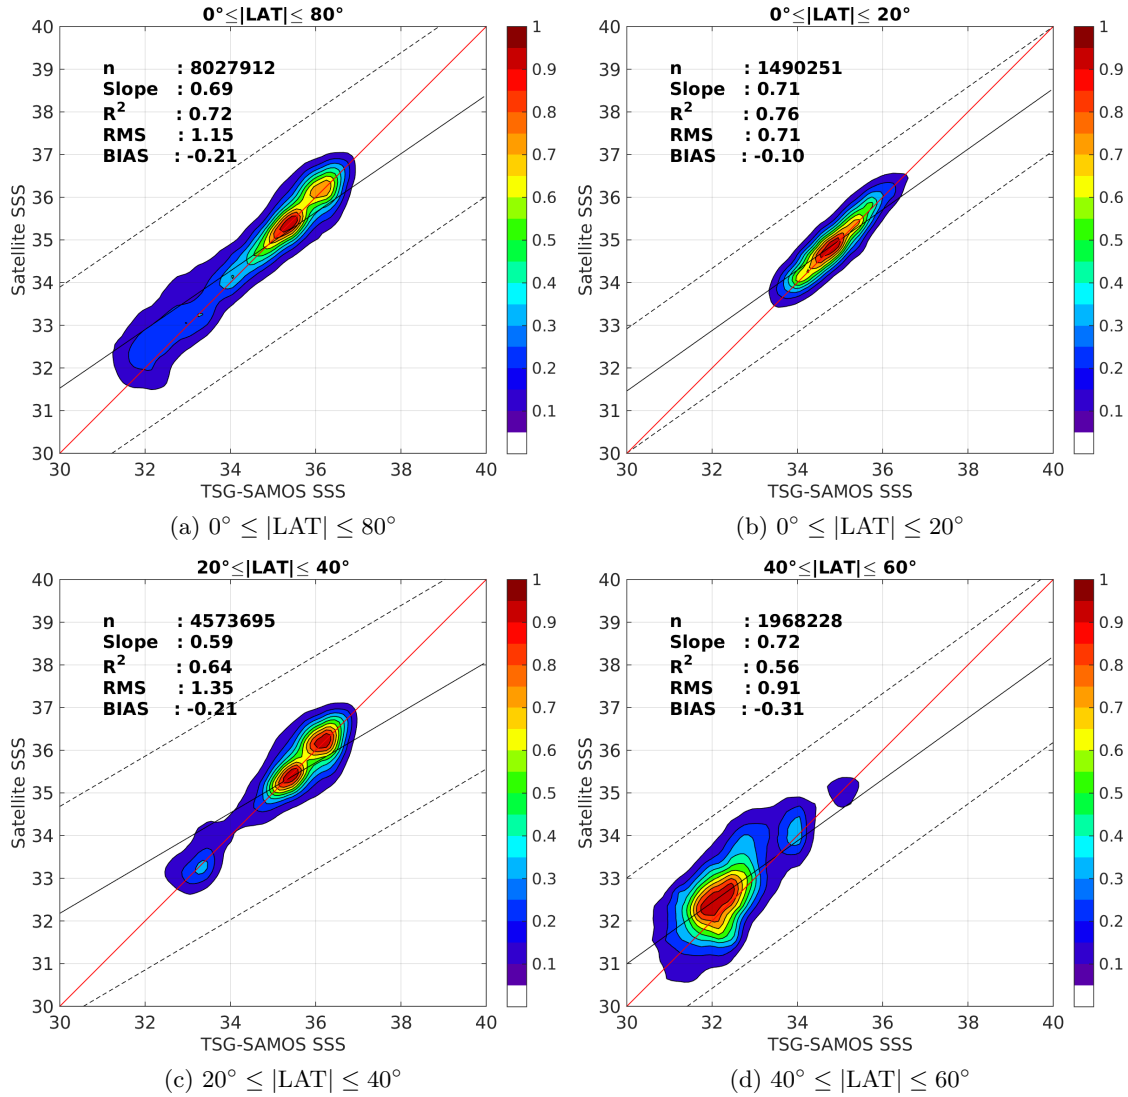 0°≤|LAT|≤ 80°
n : 8027912
Slope : 0.69
R2 : 0.72
RMS : 1.15
BIAS : -0.21
40
39
38
37
36
35
34
33
32
31
30
30 32 34 36 38 40
Satellite SSS
TSG-SAMOS SSS
1
0.9
0.8
0.7
0.6
0.5
0.4
0.3
0.2
0.1
(a) 0° ≤ |LAT| ≤ 80°
0°≤|LAT|≤ 20°
n : 1490251
Slope : 0.71
R2 : 0.76
RMS : 0.71
BIAS : -0.10
40
39
38
37
36
35
34
33
32
31
30
30 32 34 36 38 40
Satellite SSS
TSG-SAMOS SSS
1
0.9
0.8
0.7
0.6
0.5
0.4
0.3
0.2
0.1
(b) 0° ≤ |LAT| ≤ 20°
20°≤|LAT|≤ 40°
n : 4573695
Slope : 0.59
R2 : 0.64
RMS : 1.35
BIAS : -0.21
40
39
38
37
36
35
34
33
32
31
30
30 32 34 36 38 40
Satellite SSS
TSG-SAMOS SSS
1
0.9
0.8
0.7
0.6
0.5
0.4
0.3
0.2
0.1
(c) 20° ≤ |LAT| ≤ 40°
40°≤|LAT|≤ 60°
n : 1968228
Slope : 0.72
R2 : 0.56
RMS : 0.91
BIAS : -0.31
40
39
38
37
36
35
34
33
32
31
30
30 32 34 36 38 40
Satellite SSS
TSG-SAMOS SSS
1
0.9
0.8
0.7
0.6
0.5
0.4
0.3
0.2
0.1
(d) 40° ≤ |LAT| ≤ 60°